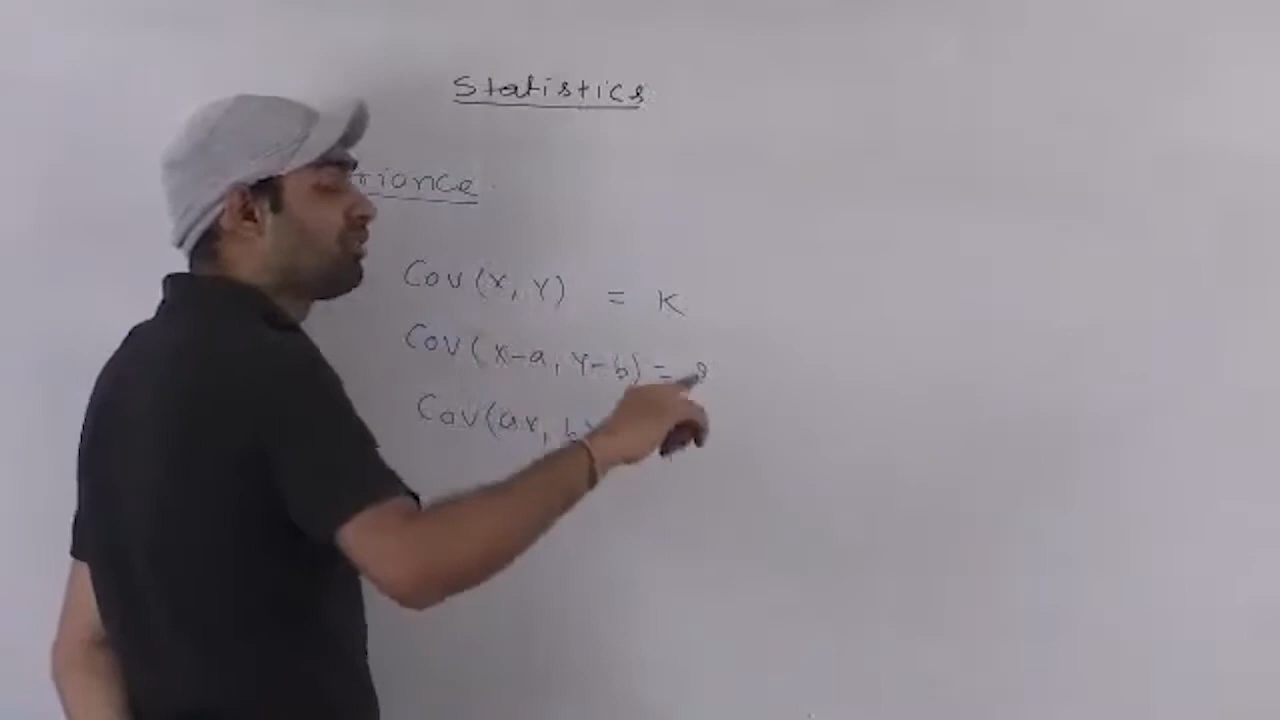 Statistics
riance
Cov(X, Y) = K
Cov(X-a, Y-b) = ?
Cov(ax, b